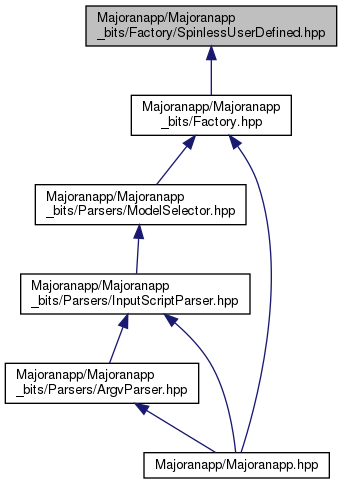 Majoranapp/Majoranapp
_bits/Factory/SpinlessUserDefined.hpp
Majoranapp/Majoranapp
_bits/Factory.hpp
Majoranapp/Majoranapp
_bits/Parsers/ModelSelector.hpp
Majoranapp/Majoranapp
_bits/Parsers/InputScriptParser.hpp
Majoranapp/Majoranapp
_bits/Parsers/ArgvParser.hpp
Majoranapp/Majoranapp.hpp